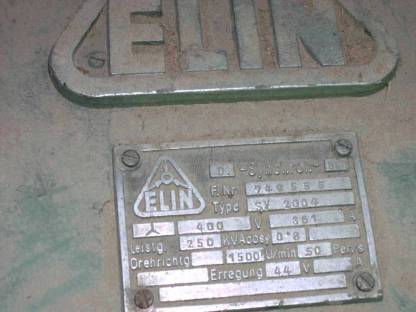 ELIN
ELIN
D. -Synchron-
F. Nr. 749555
Type SV 2004
400 V 361 A
Leistg. 250 KVA cosφ 0'8
Drehrichtg. 1500 U/min 50 Per/s
Erregung 44 V A